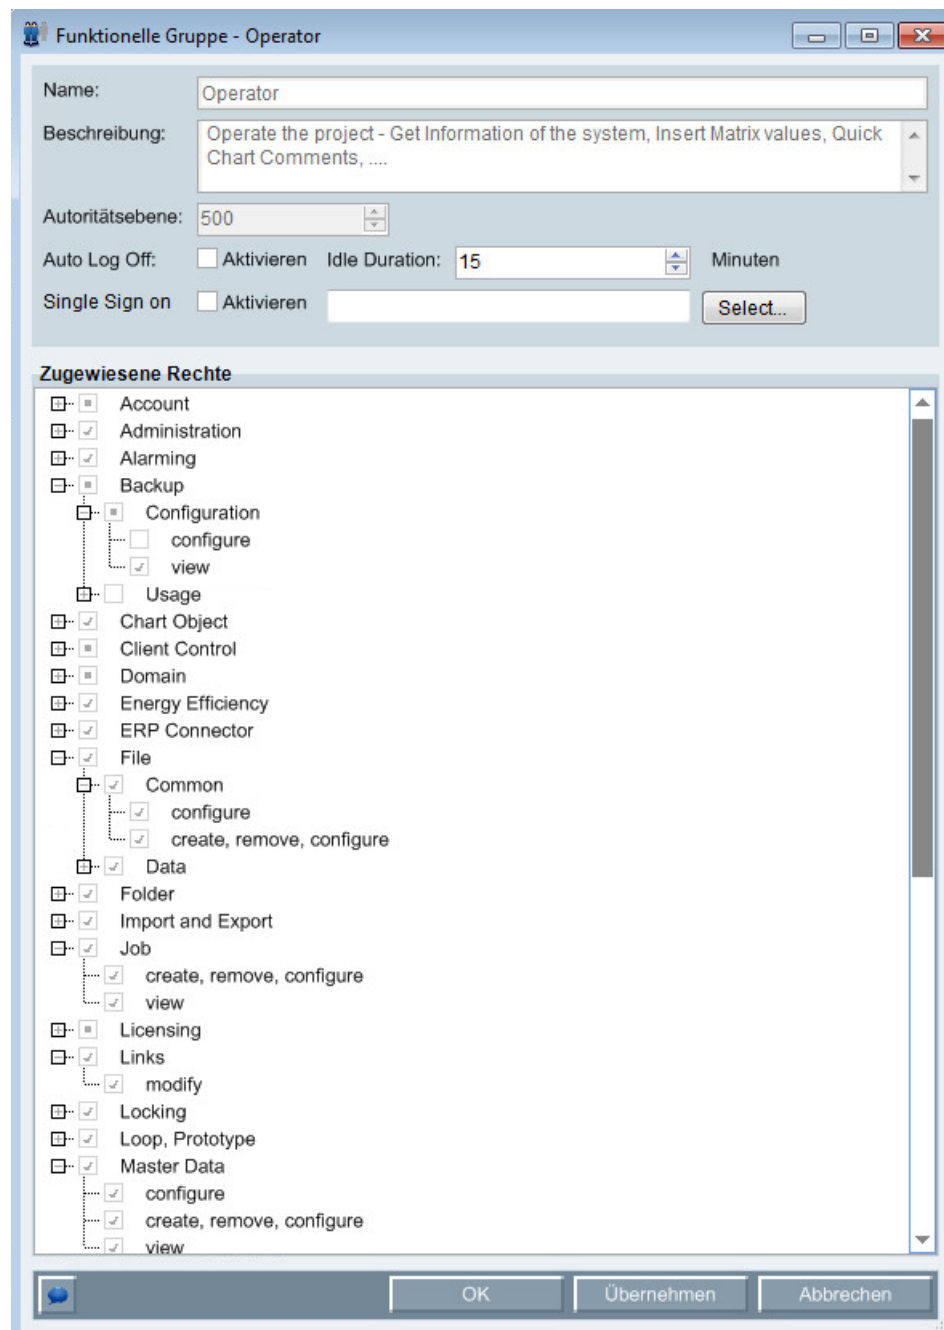 Funktionelle Gruppe - Operator
Name:
Operator
Beschreibung:
Operate the project - Get Information of the system, Insert Matrix values, Quick
Chart Comments, ....
Autoritätsebene:
500
Auto Log Off:
Aktivieren
Idle Duration:
15
Minuten
Single Sign on
Aktivieren
Select...
Zugewiesene Rechte
Account
Administration
Alarming
Backup
Configuration
configure
view
Usage
Chart Object
Client Control
Domain
Energy Efficiency
ERP Connector
File
Common
configure
create, remove, configure
Data
Folder
Import and Export
Job
create, remove, configure
view
Licensing
Links
modify
Locking
Loop, Prototype
Master Data
configure
create, remove, configure
view
OK
Übernehmen
Abbrechen